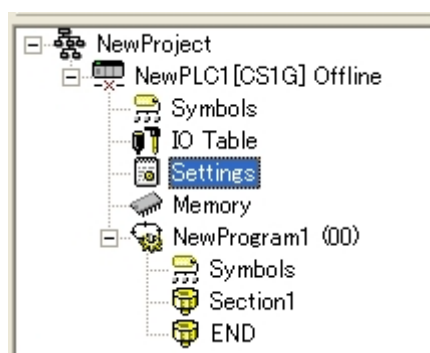 NewProject
NewPLC1[CS1G] Offline
Symbols
IO Table
Settings
Memory
NewProgram1 (00)
Symbols
Section1
END